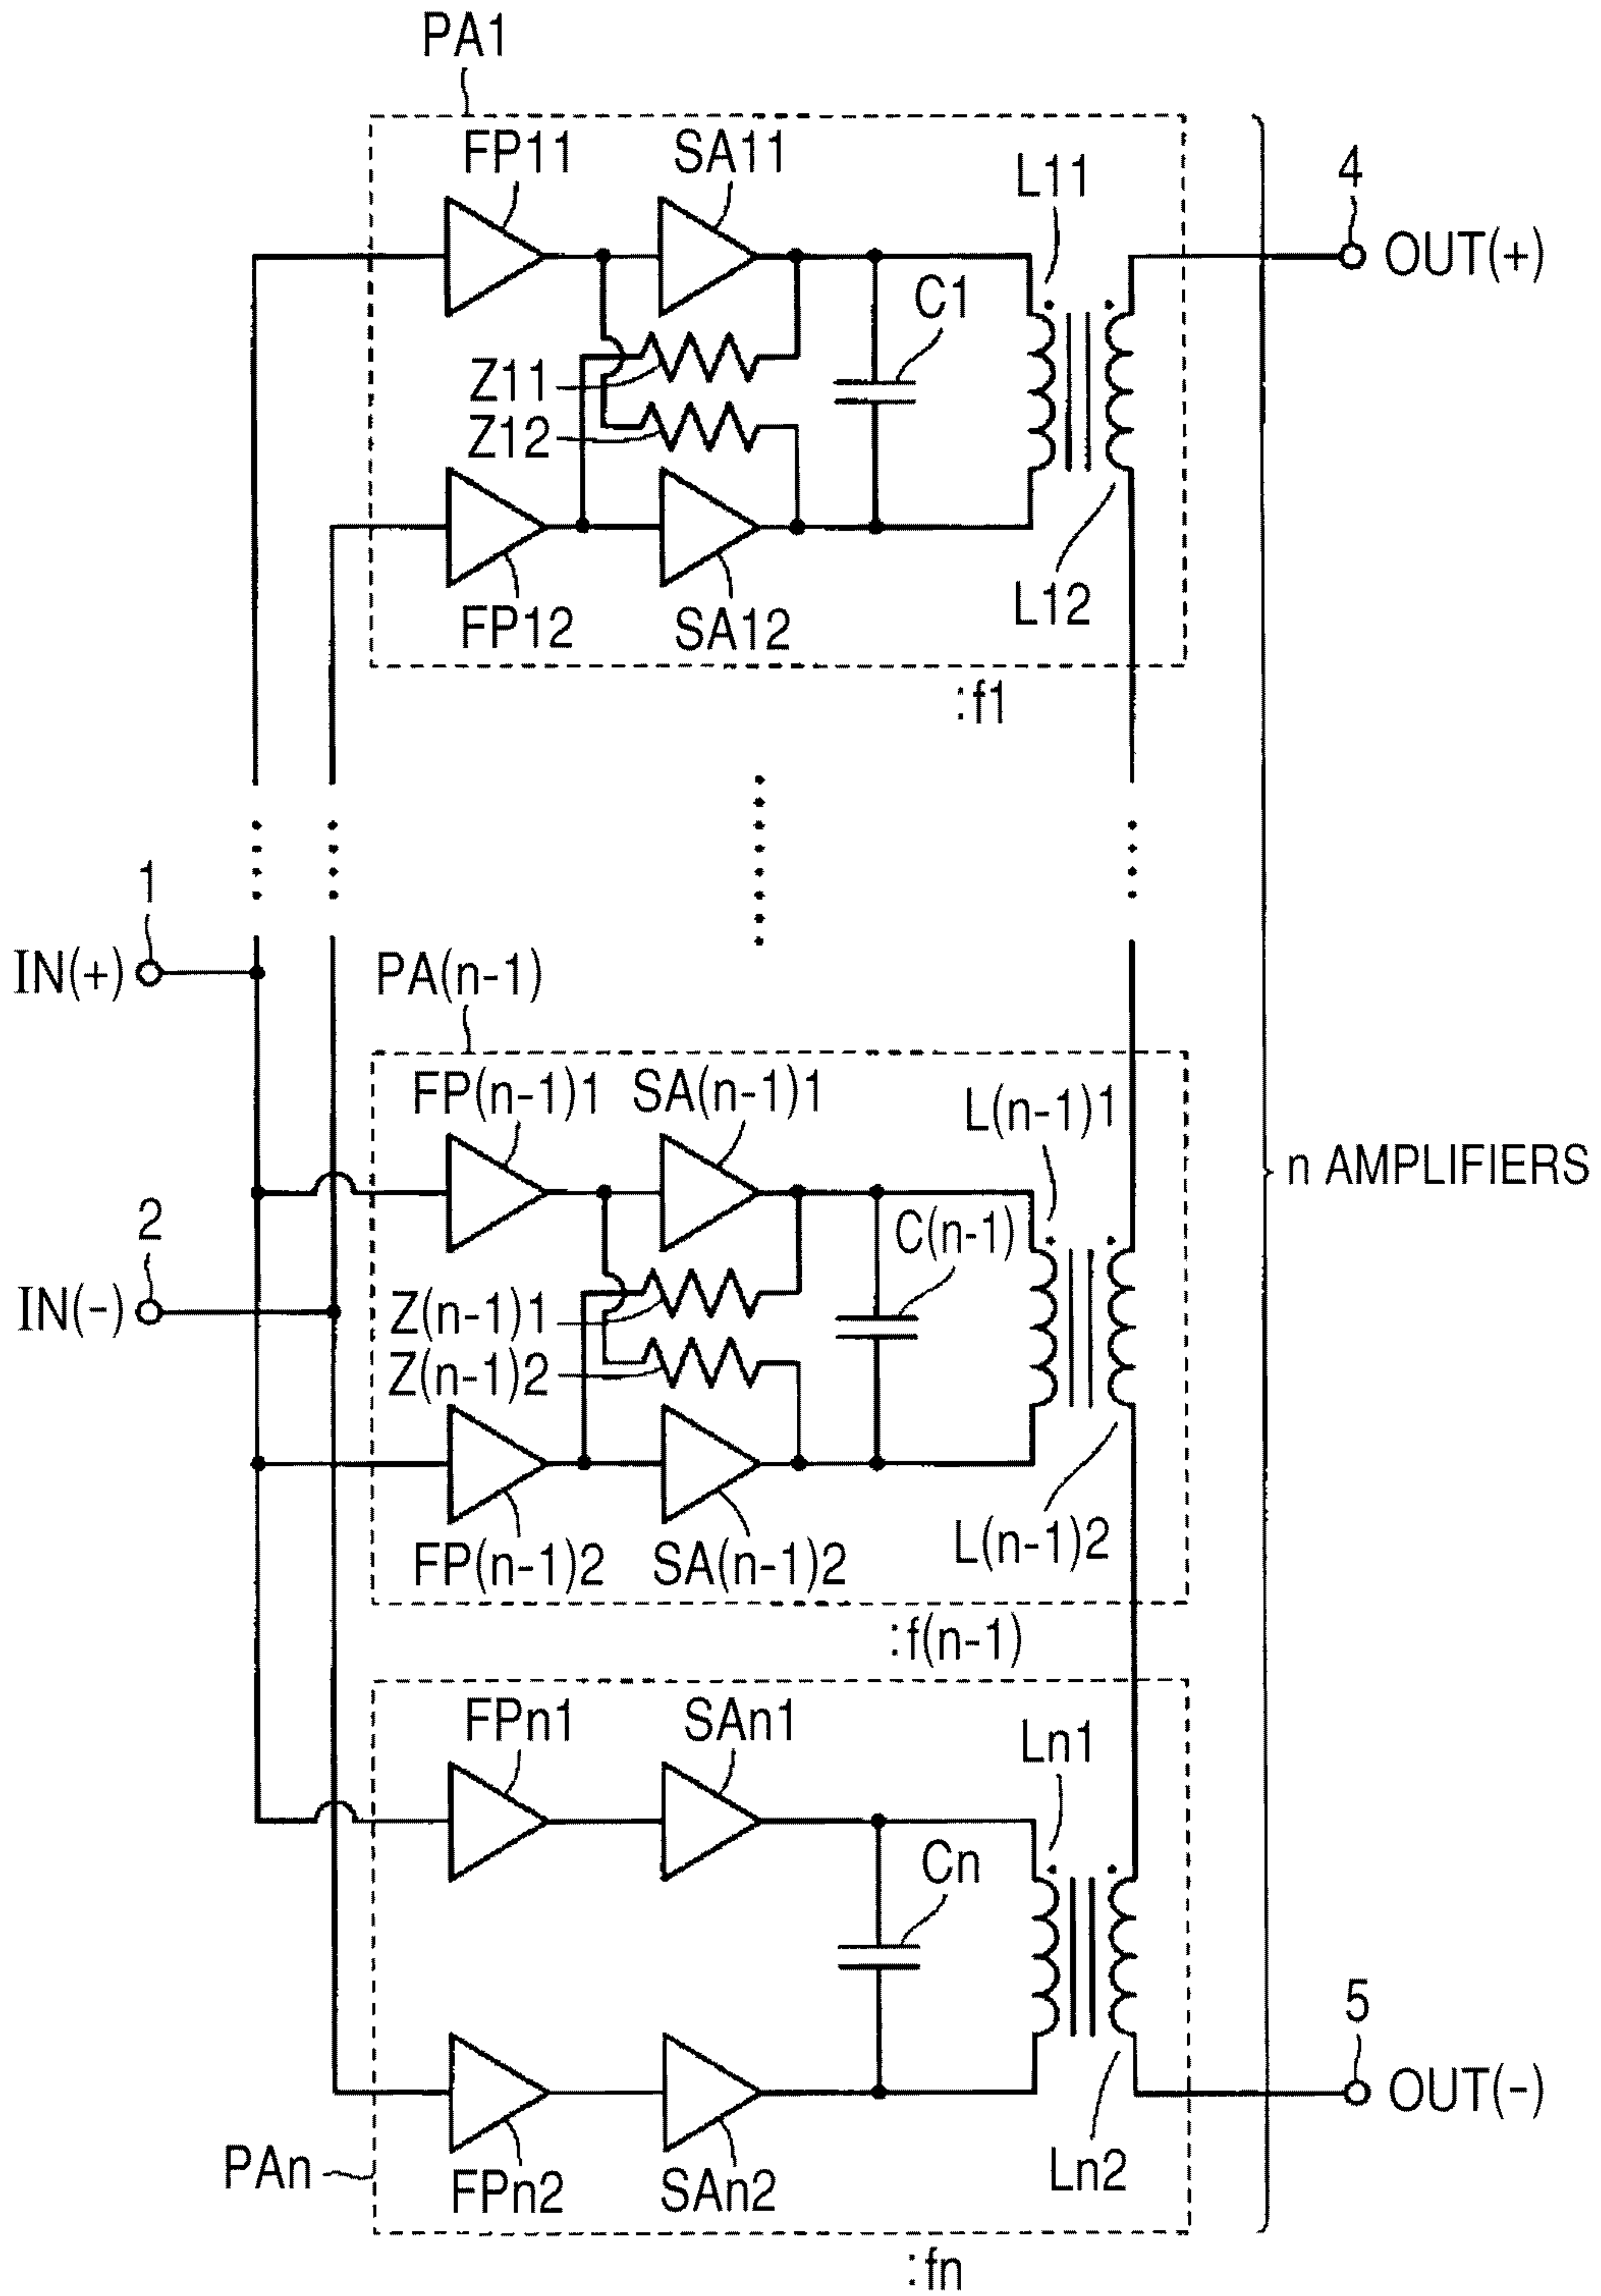 PA1
FP11
SA11
L11
4
OUT(+)
C1
Z11
Z12
FP12
SA12
L12
:f1
1
IN(+)
PA(n-1)
FP(n-1)1
SA(n-1)1
L(n-1)1
n AMPLIFIERS
2
IN(-)
C(n-1)
Z(n-1)1
Z(n-1)2
FP(n-1)2
SA(n-1)2
L(n-1)2
:f(n-1)
FPn1
SAn1
Ln1
Cn
5
OUT(-)
PAn
FPn2
SAn2
Ln2
:fn